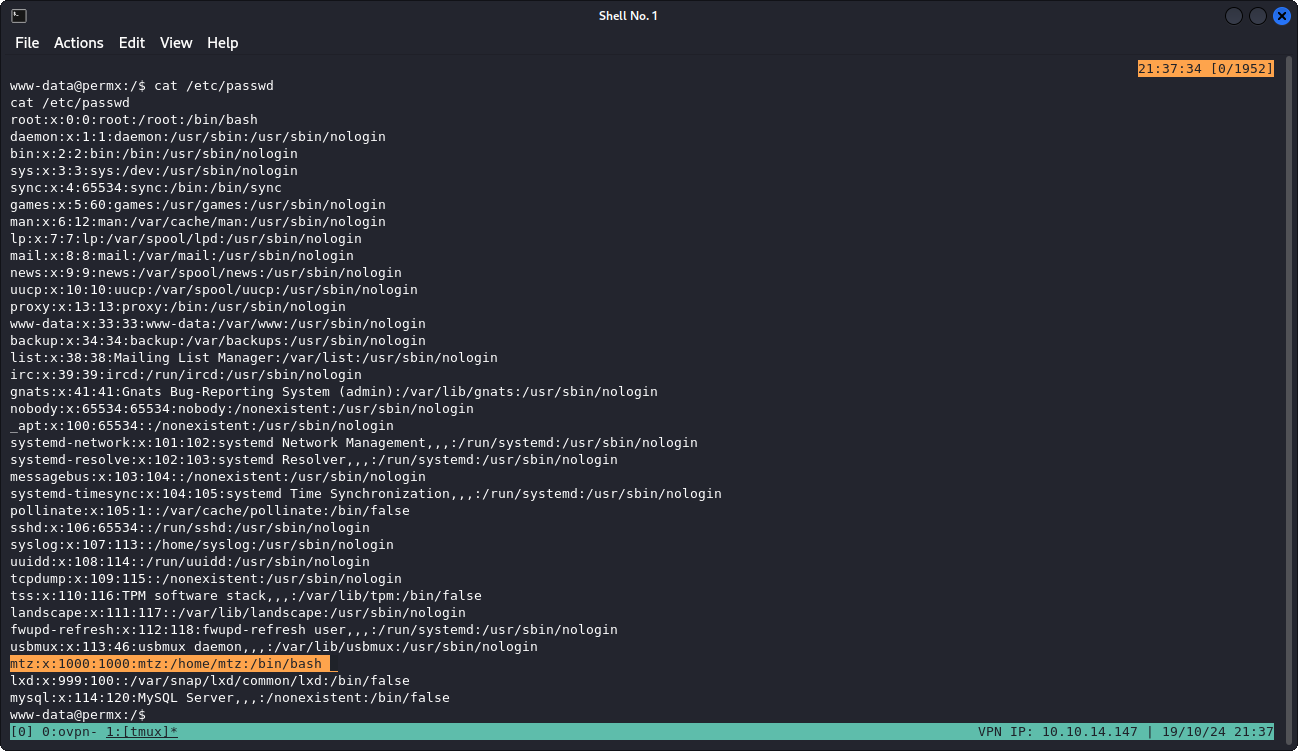 Shell No. 1
File Actions Edit View Help
21:37:34 [0/1952]
www-data@permx:/$ cat /etc/passwd
cat /etc/passwd
root:x:0:0:root:/root:/bin/bash
daemon:x:1:1:daemon:/usr/sbin:/usr/sbin/nologin
bin:x:2:2:bin:/bin:/usr/sbin/nologin
sys:x:3:3:sys:/dev:/usr/sbin/nologin
sync:x:4:65534:sync:/bin:/bin/sync
games:x:5:60:games:/usr/games:/usr/sbin/nologin
man:x:6:12:man:/var/cache/man:/usr/sbin/nologin
lp:x:7:7:lp:/var/spool/lpd:/usr/sbin/nologin
mail:x:8:8:mail:/var/mail:/usr/sbin/nologin
news:x:9:9:news:/var/spool/news:/usr/sbin/nologin
uucp:x:10:10:uucp:/var/spool/uucp:/usr/sbin/nologin
proxy:x:13:13:proxy:/bin:/usr/sbin/nologin
www-data:x:33:33:www-data:/var/www:/usr/sbin/nologin
backup:x:34:34:backup:/var/backups:/usr/sbin/nologin
list:x:38:38:Mailing List Manager:/var/list:/usr/sbin/nologin
irc:x:39:39:ircd:/run/ircd:/usr/sbin/nologin
gnats:x:41:41:Gnats Bug-Reporting System (admin):/var/lib/gnats:/usr/sbin/nologin
nobody:x:65534:65534:nobody:/nonexistent:/usr/sbin/nologin
_apt:x:100:65534::/nonexistent:/usr/sbin/nologin
systemd-network:x:101:102:systemd Network Management,,,:/run/systemd:/usr/sbin/nologin
systemd-resolve:x:102:103:systemd Resolver,,,:/run/systemd:/usr/sbin/nologin
messagebus:x:103:104::/nonexistent:/usr/sbin/nologin
systemd-timesync:x:104:105:systemd Time Synchronization,,,:/run/systemd:/usr/sbin/nologin
pollinate:x:105:1::/var/cache/pollinate:/bin/false
sshd:x:106:65534::/run/sshd:/usr/sbin/nologin
syslog:x:107:113::/home/syslog:/usr/sbin/nologin
uuidd:x:108:114::/run/uuidd:/usr/sbin/nologin
tcpdump:x:109:115::/nonexistent:/usr/sbin/nologin
tss:x:110:116:TPM software stack,,,:/var/lib/tpm:/bin/false
landscape:x:111:117::/var/lib/landscape:/usr/sbin/nologin
fwupd-refresh:x:112:118:fwupd-refresh user,,,:/run/systemd:/usr/sbin/nologin
usbmux:x:113:46:usbmux daemon,,,:/var/lib/usbmux:/usr/sbin/nologin
mtz:x:1000:1000:mtz:/home/mtz:/bin/bash
lxd:x:999:100::/var/snap/lxd/common/lxd:/bin/false
mysql:x:114:120:MySQL Server,,,:/nonexistent:/bin/false
www-data@permx:/$
[0] 0:ovpn- 1:[tmux]* VPN IP: 10.10.14.147 | 19/10/24 21:37